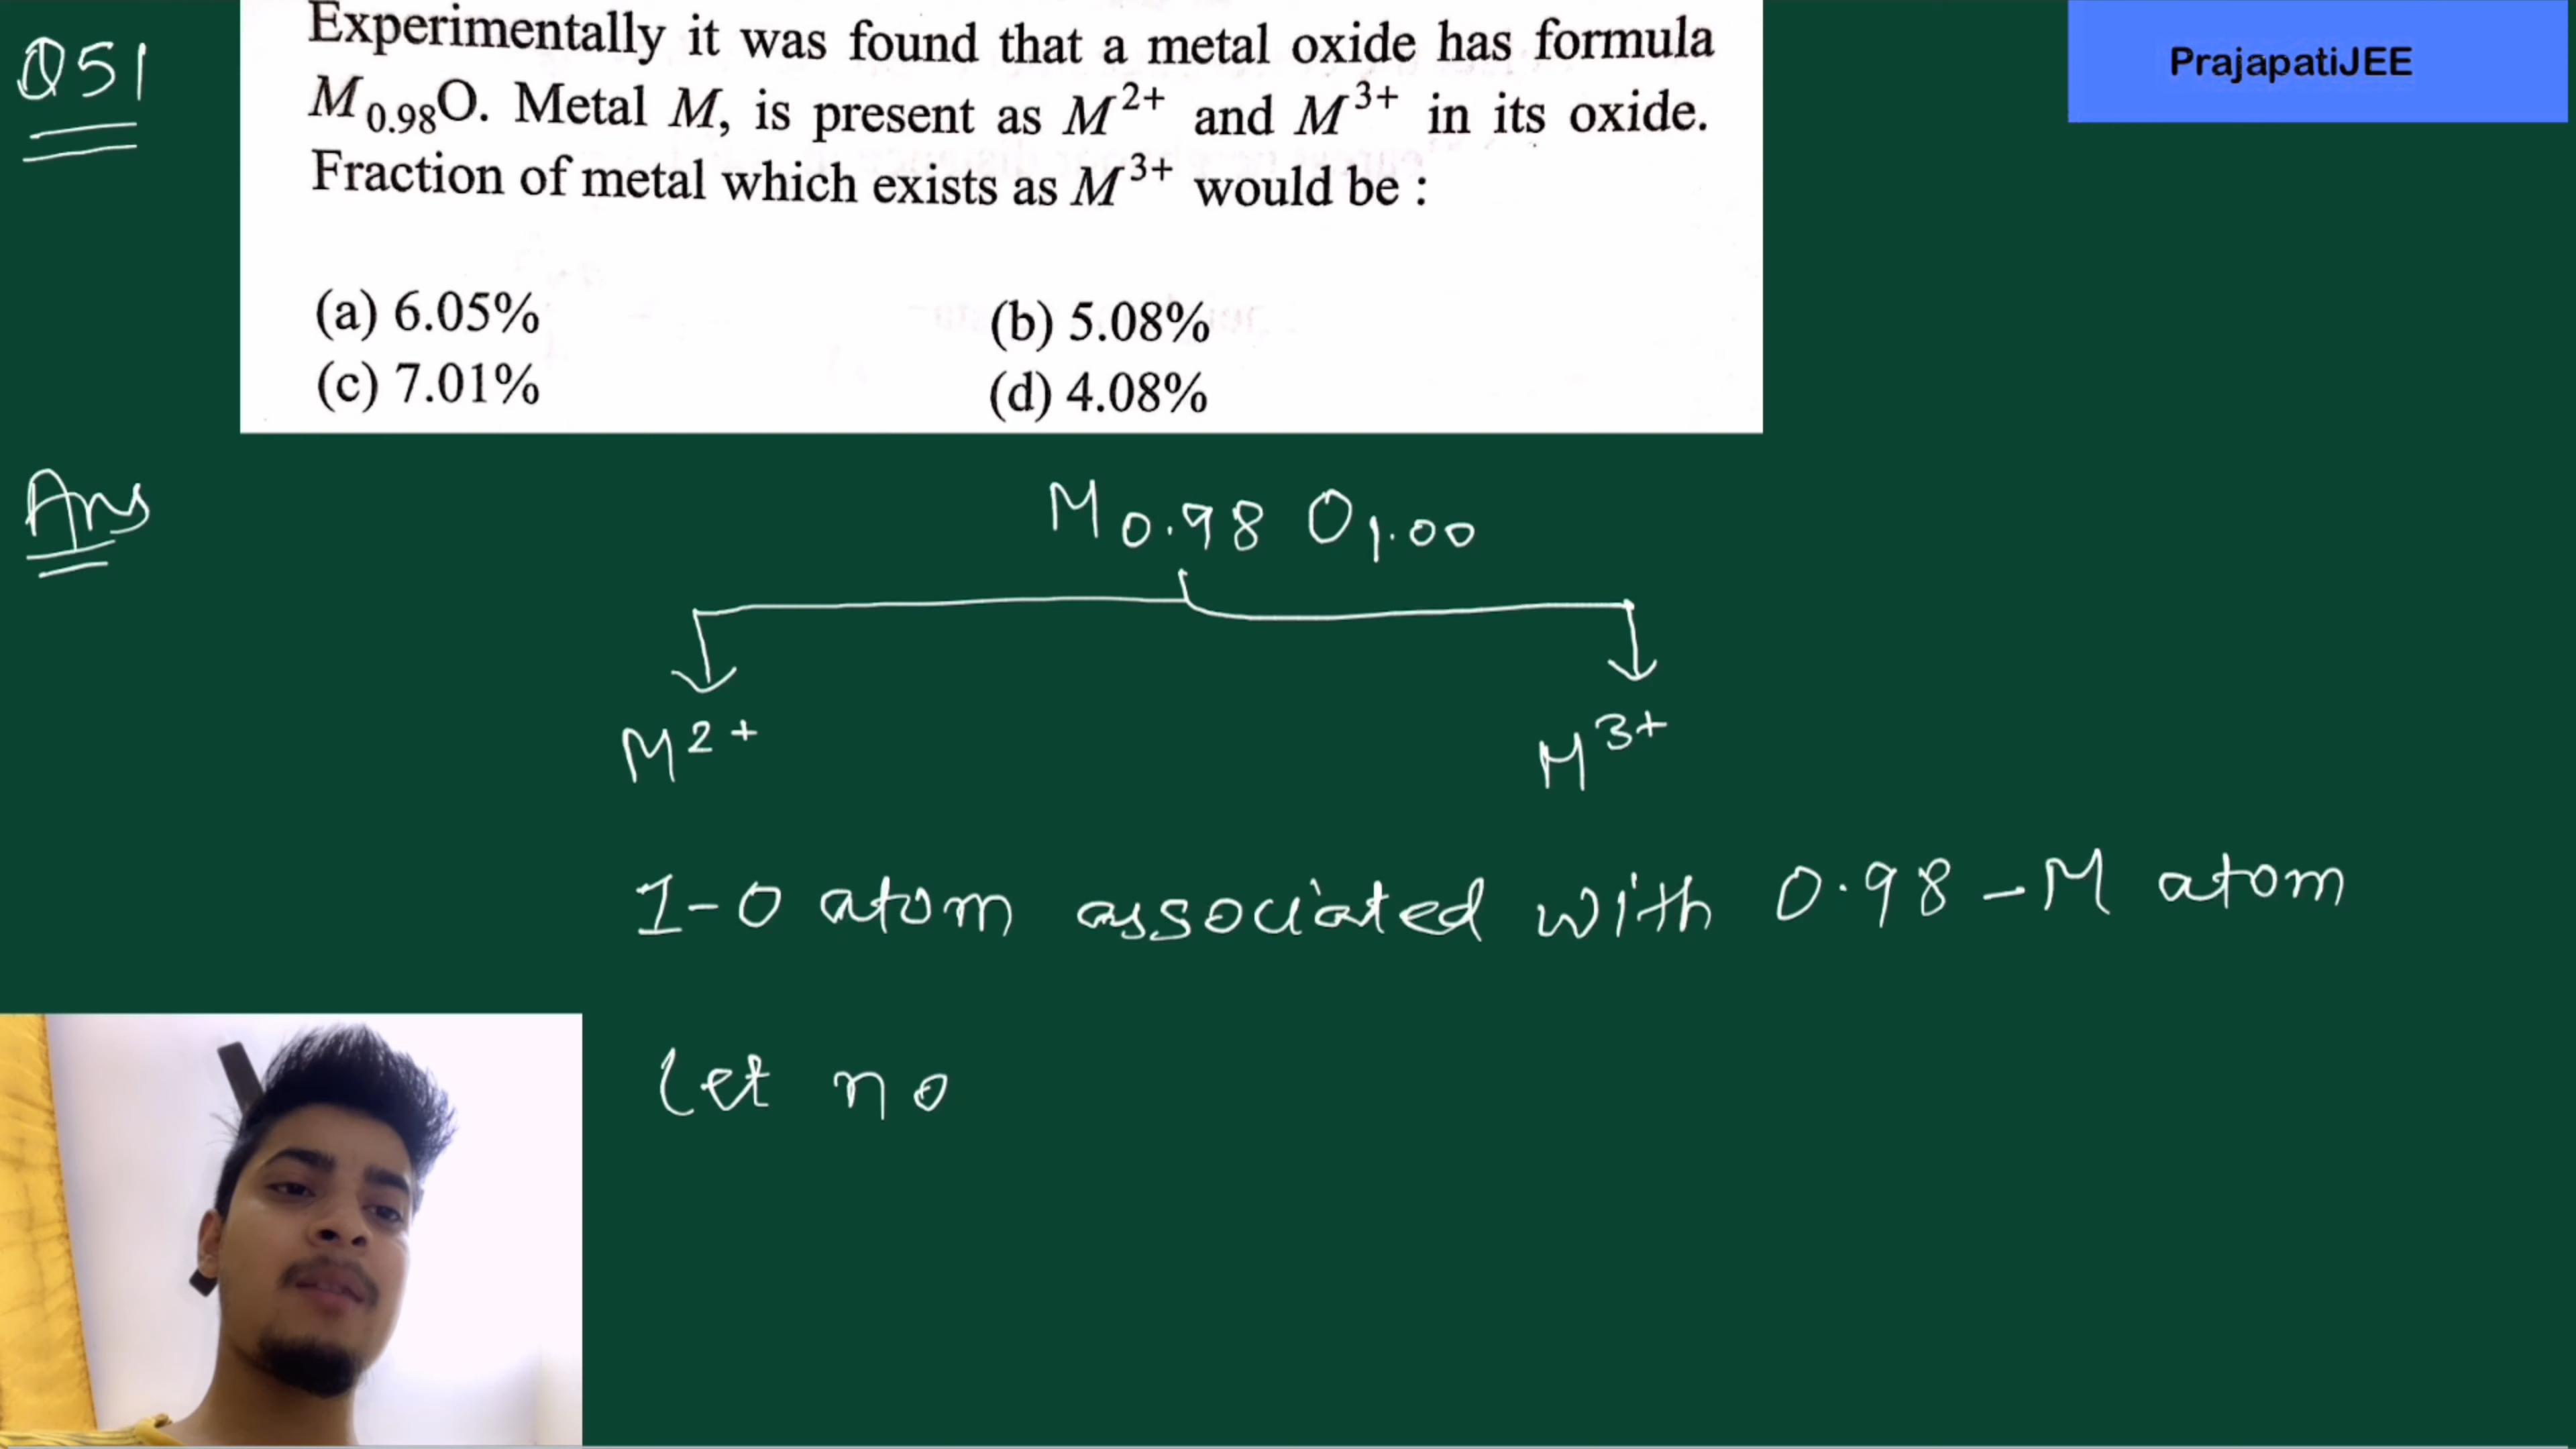 Q51
Experimentally it was found that a metal oxide has formula
M0.98O. Metal M, is present as M2+ and M3+ in its oxide.
Fraction of metal which exists as M3+ would be :
(a) 6.05% (b) 5.08%
(c) 7.01% (d) 4.08%
PrajapatiJEE
Ans
M0.98 O1.00
M2+ M3+
1-O atom associated with 0.98-M atom
let no